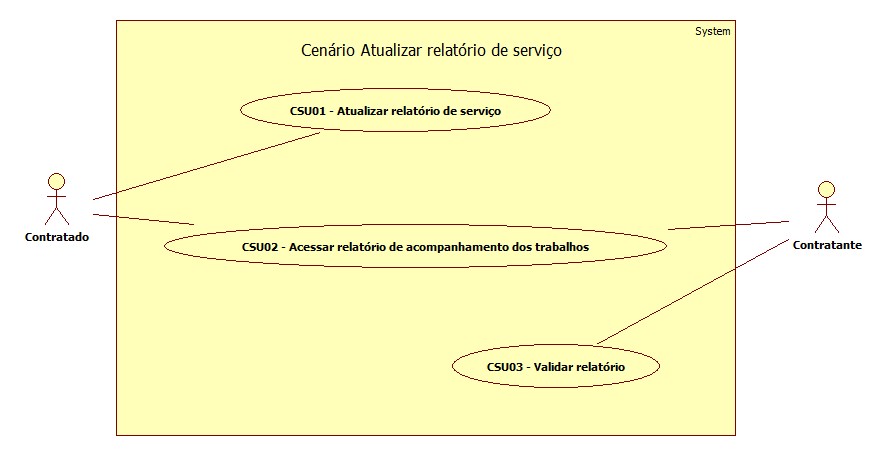 System
Cenário Atualizar relatório de serviço
CSU01 - Atualizar relatório de serviço
Contratado
CSU02 - Acessar relatório de acompanhamento dos trabalhos
Contratante
CSU03 - Validar relatório